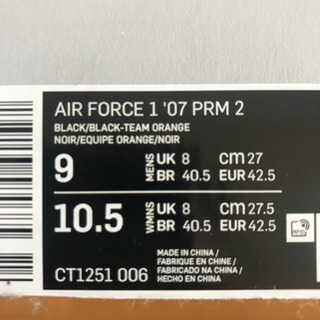 AIR FORCE 1 '07 PRM 2
BLACK/BLACK-TEAM ORANGE
NOIR/EQUIPE ORANGE/NOIR
9 MENS UK 8 CM 27
BR 40.5 EUR 42.5
10.5 WMNS UK 8 CM 27.5
BR 40.5 EUR 42.5
MADE IN CHINA /
FABRIQUE EN CHINE /
FABRICADO NA CHINA /
HECHO EN CHINA
CT1251 006
RFID